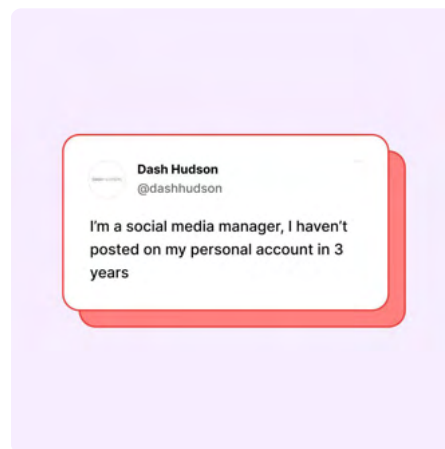 Dash Hudson
@dashhudson
I'm a social media manager, I haven't
posted on my personal account in 3
years